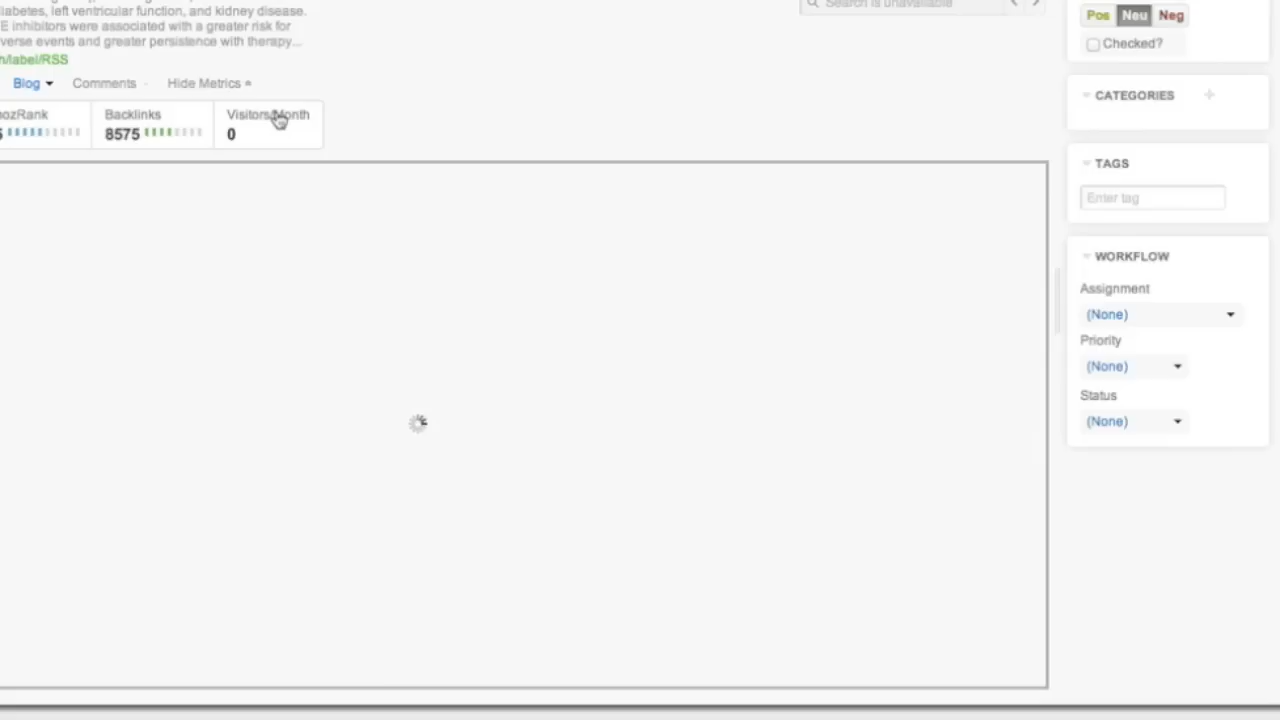 diabetes, left ventricular function, and kidney disease.
E inhibitors were associated with a greater risk for
verse events and greater persistence with therapy...
h/label/RSS
Blog
Comments
Hide Metrics
ozRank
Backlinks
8575
Visitors/Month
0
Search is unavailable
Pos Neu Neg
Checked?
CATEGORIES
TAGS
Enter tag
WORKFLOW
Assignment
(None)
Priority
(None)
Status
(None)